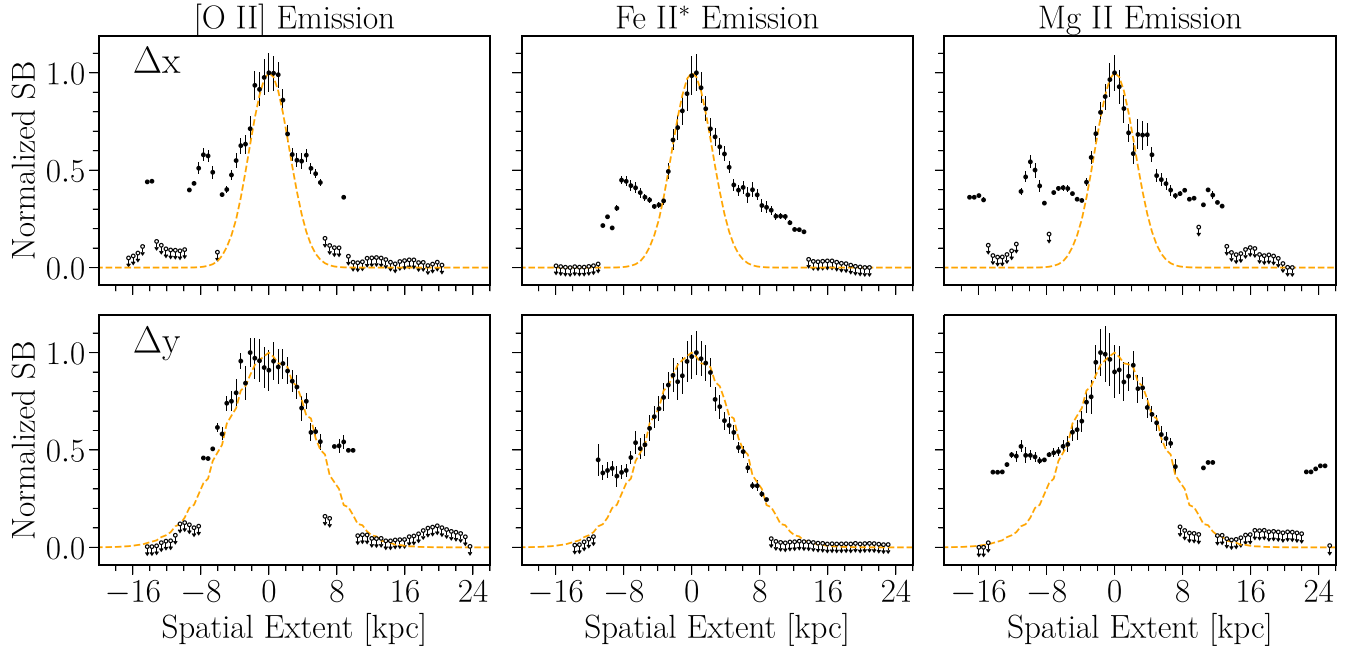 [O II] Emission
Fe II* Emission
Mg II Emission
Δx
Normalized SB
1.0
0.5
0.0
Δy
Normalized SB
1.0
0.5
0.0
−16 −8 0 8 16 24
−16 −8 0 8 16 24
−16 −8 0 8 16 24
Spatial Extent [kpc]
Spatial Extent [kpc]
Spatial Extent [kpc]